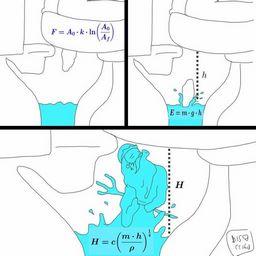 F = A₀ · k · ln(A₀/A_f)
h
E = m · g · h
H
H = c(m · h/ρ)^¼